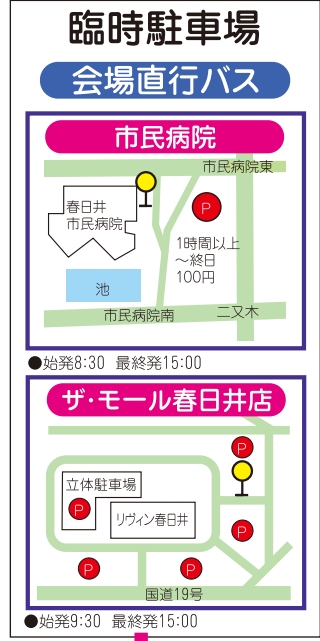 臨時駐車場
会場直行バス
市民病院
市民病院東
春日井
市民病院
P
1時間以上
〜終日
100円
池
市民病院南
二又木
●始発8:30 最終発15:00
ザ・モール春日井店
P
立体駐車場
P
リヴィン春日井
P
P
P
国道19号
●始発9:30 最終発15:00